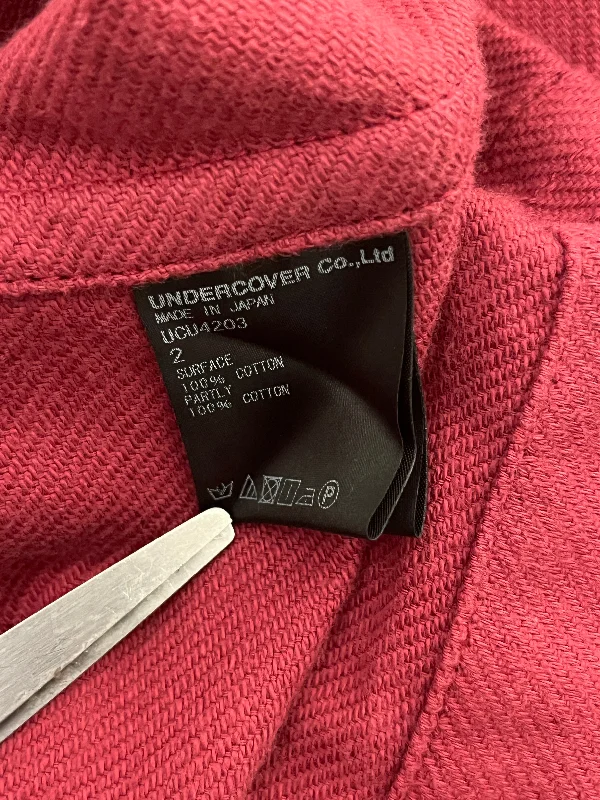 UNDERCOVER Co.,Ltd
MADE IN JAPAN
UCU4203
2
SURFACE
100% COTTON
PARTLY
100% COTTON
P